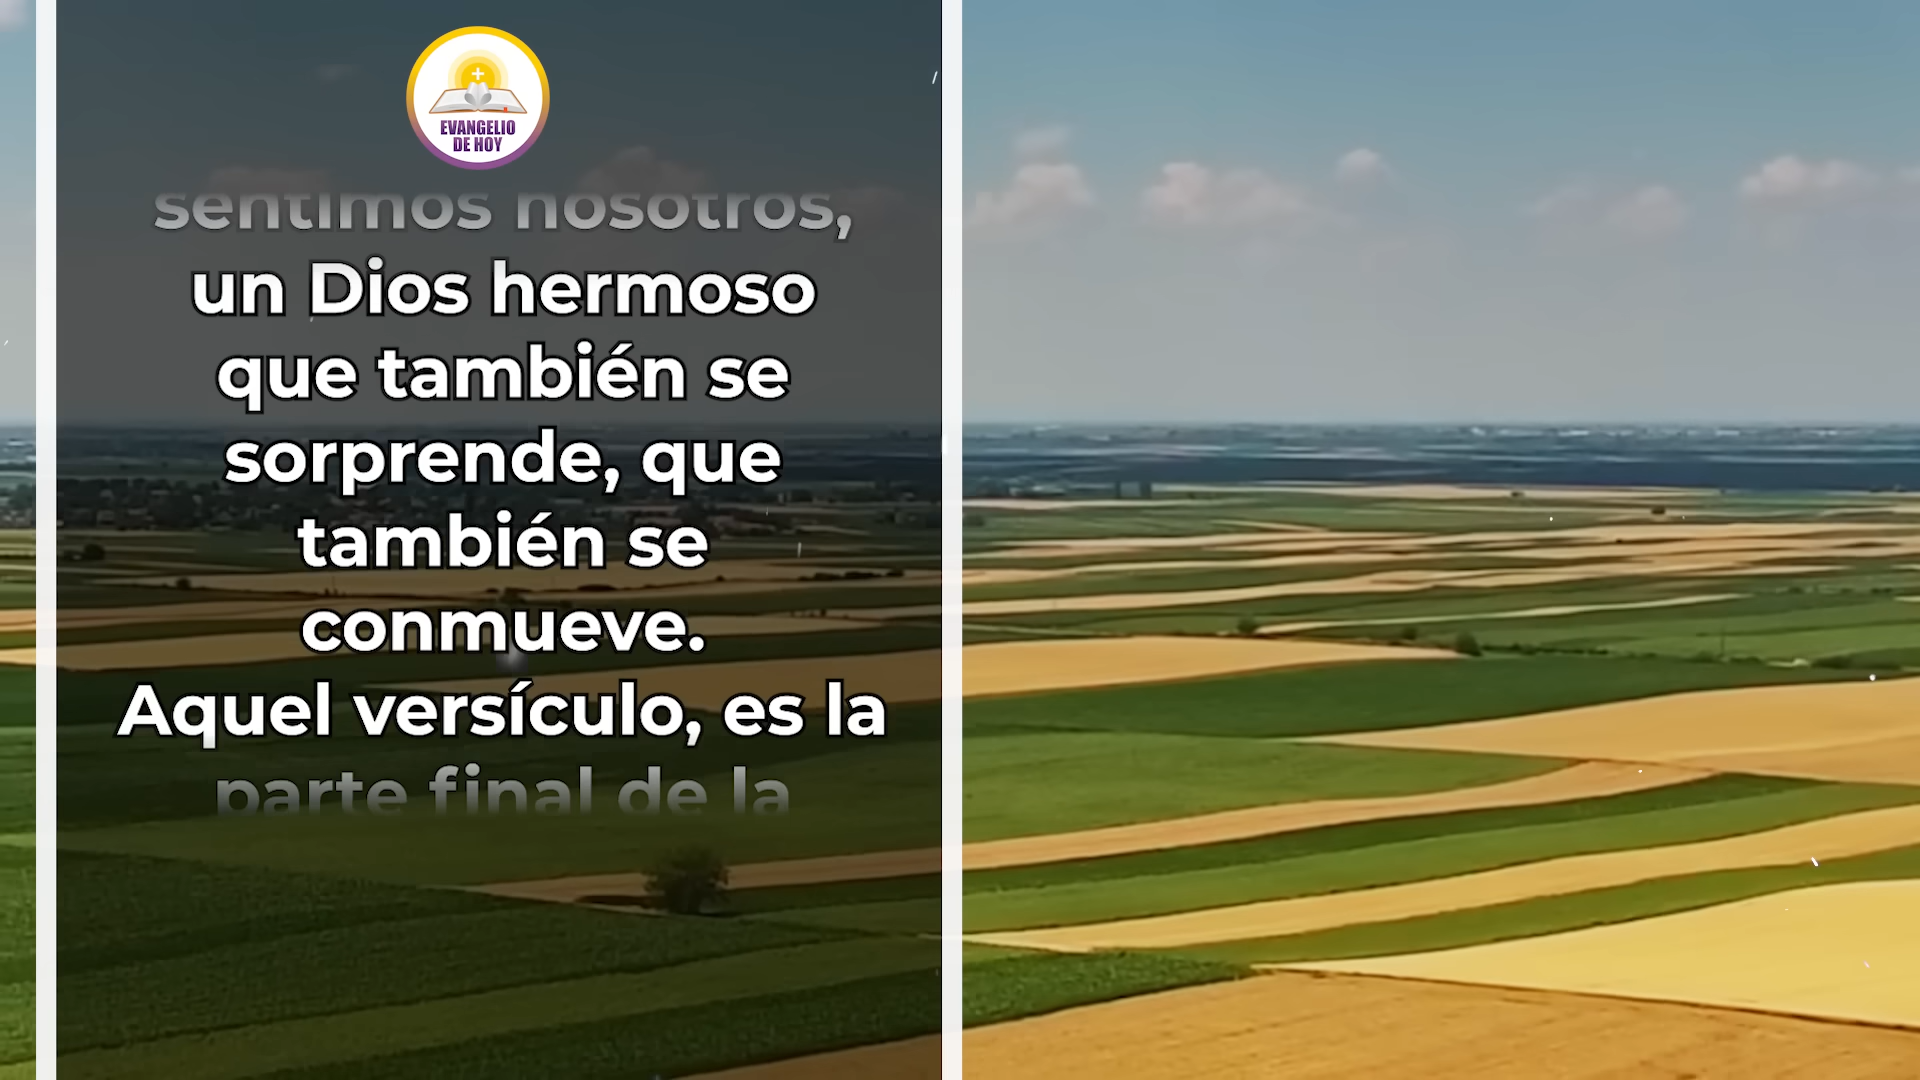 EVANGELIO
DE HOY
sentimos nosotros,
un Dios hermoso
que también se
sorprende, que
también se
conmueve.
Aquel versículo, es la
parte final de la